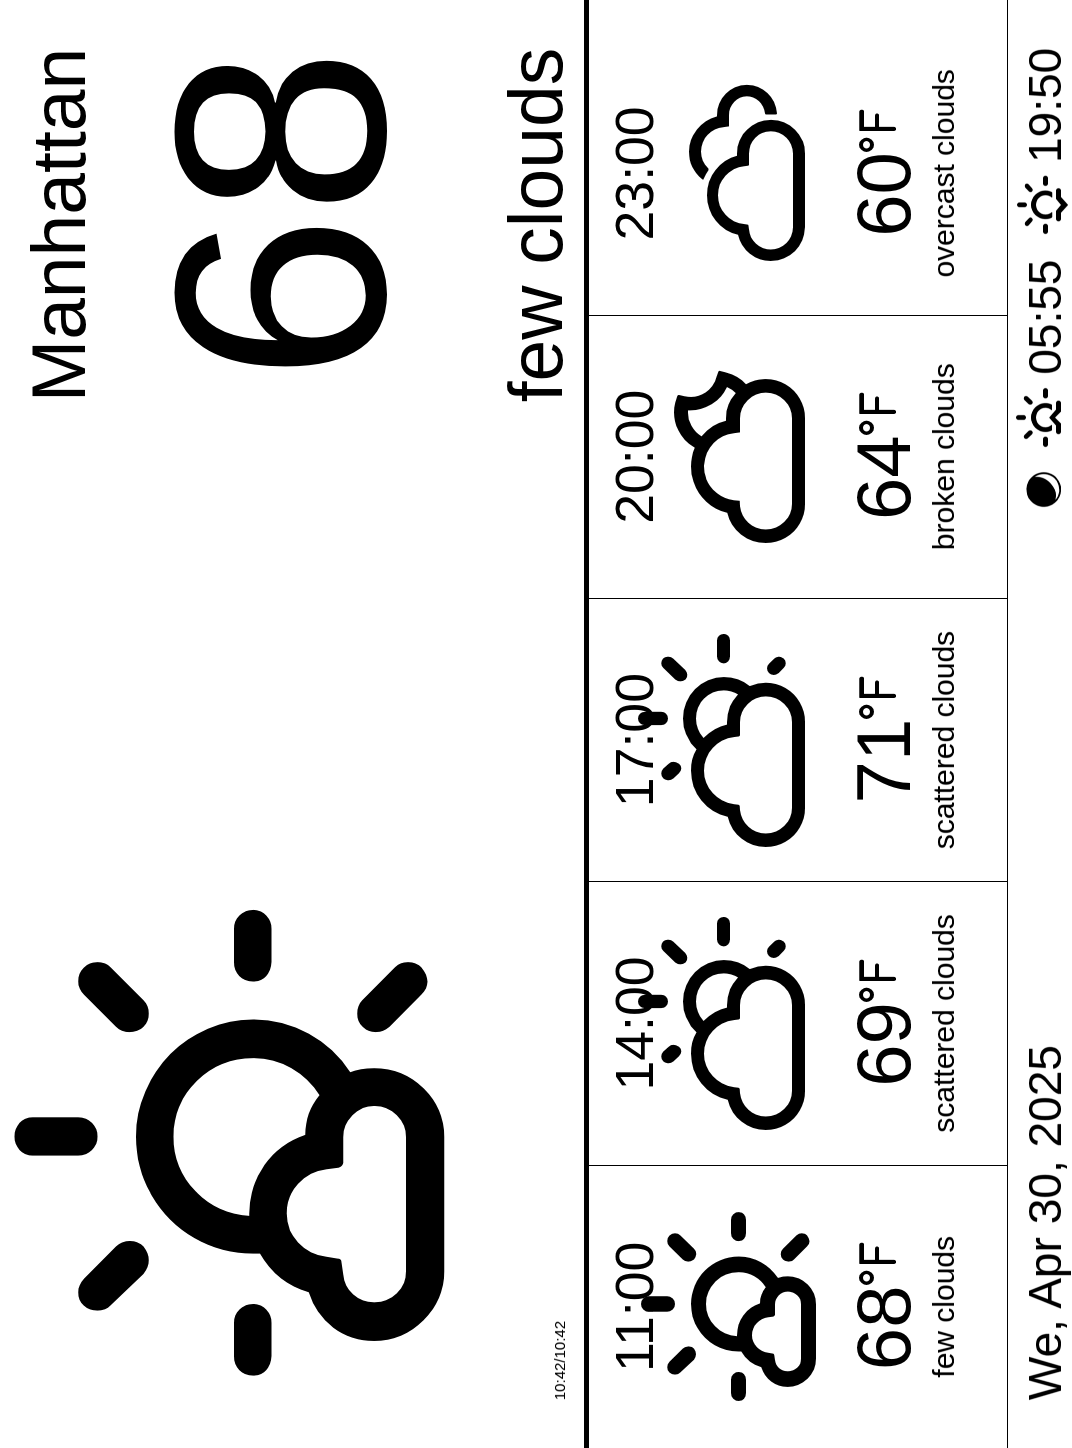 Manhattan
68
few clouds
10:42/10:42
11:00 14:00 17:00 20:00 23:00
68°F 69°F 71°F 64°F 60°F
few clouds scattered clouds scattered clouds broken clouds overcast clouds
We, Apr 30, 2025 05:55 19:50